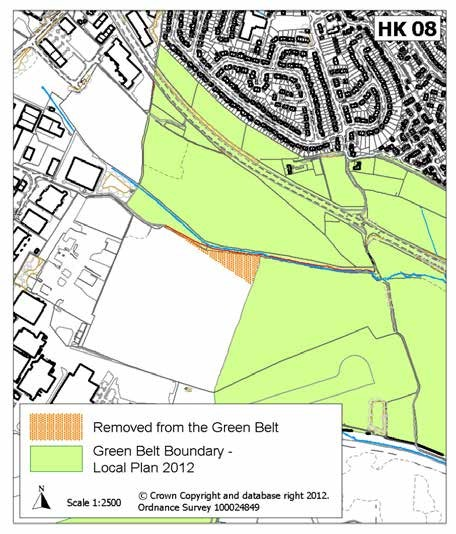 HK 08
Removed from the Green Belt
Green Belt Boundary -
Local Plan 2012
Scale 1:2500
© Crown Copyright and database right 2012.
Ordnance Survey 100024849
N